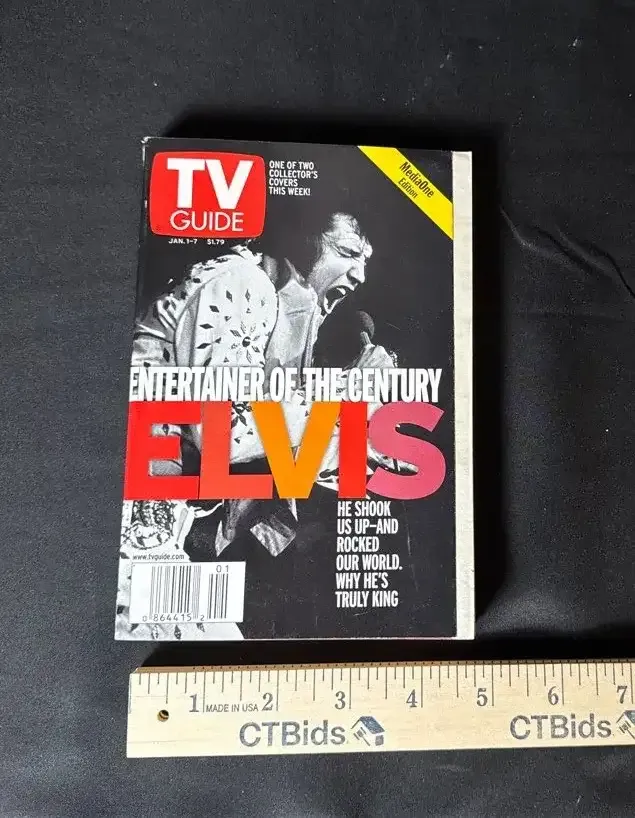 TV
GUIDE
JAN. 1–7 $1.79
ONE OF TWO
COLLECTOR'S
COVERS
THIS WEEK!
MediaOne
Edition
ENTERTAINER OF THE CENTURY
ELVIS
HE SHOOK
US UP–AND
ROCKED
OUR WORLD.
WHY HE'S
TRULY KING
www.tvguide.com
01
0 864415 2
1 MADE IN USA 2 3 4 5 6 7
CTBids CTBids